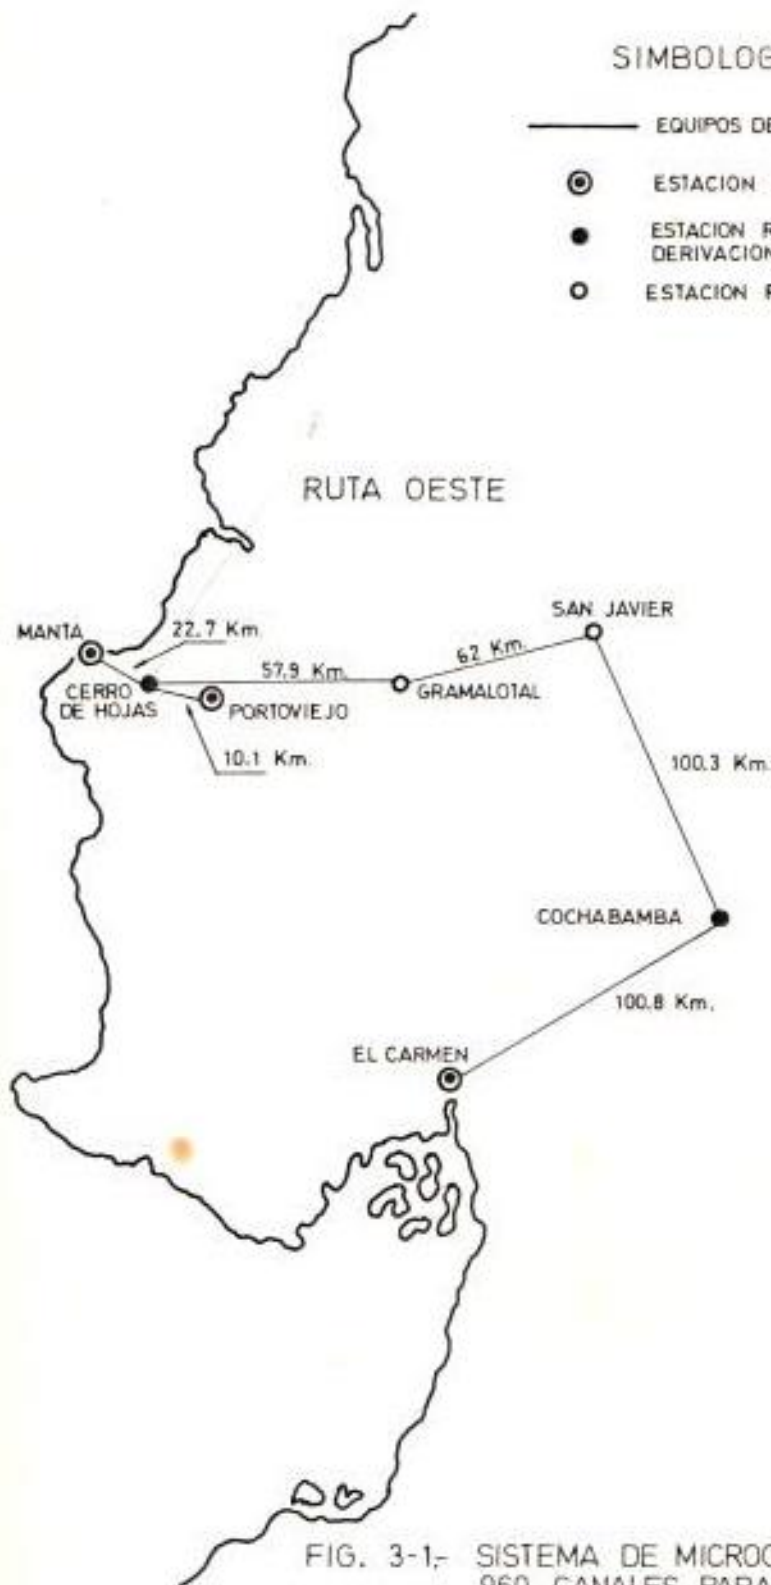 SIMBOLOG
EQUIPOS DE
ESTACION
ESTACION R
DERIVACION
ESTACION R
RUTA OESTE
MANTA
22.7 Km.
CERRO
DE HOJAS
PORTOVIEJO
10.1 Km.
57.9 Km.
GRAMALOTAL
62 Km.
SAN JAVIER
100.3 Km.
COCHABAMBA
100.8 Km.
EL CARMEN
FIG. 3-1.- SISTEMA DE MICROO
960 CANALES PARA